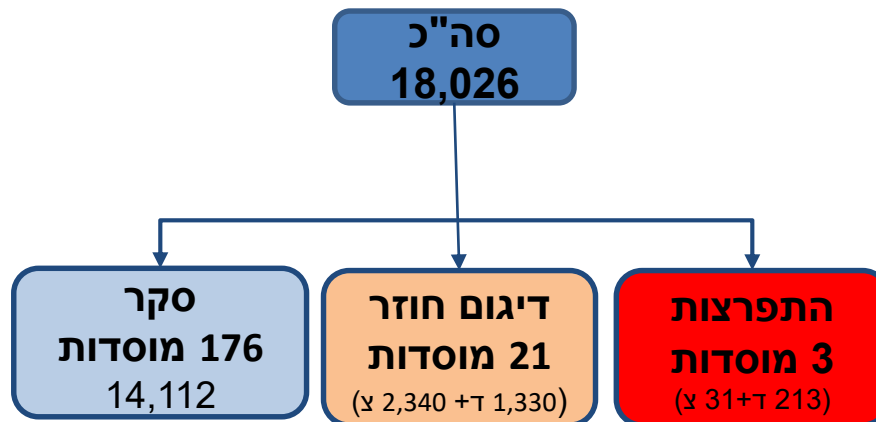 סה"כ
18,026
סקר
176 מוסדות
14,112
דיגום חוזר
21 מוסדות
(1,330 ד+ 2,340 צ)
התפרצות
3 מוסדות
(213 ד+31 צ)